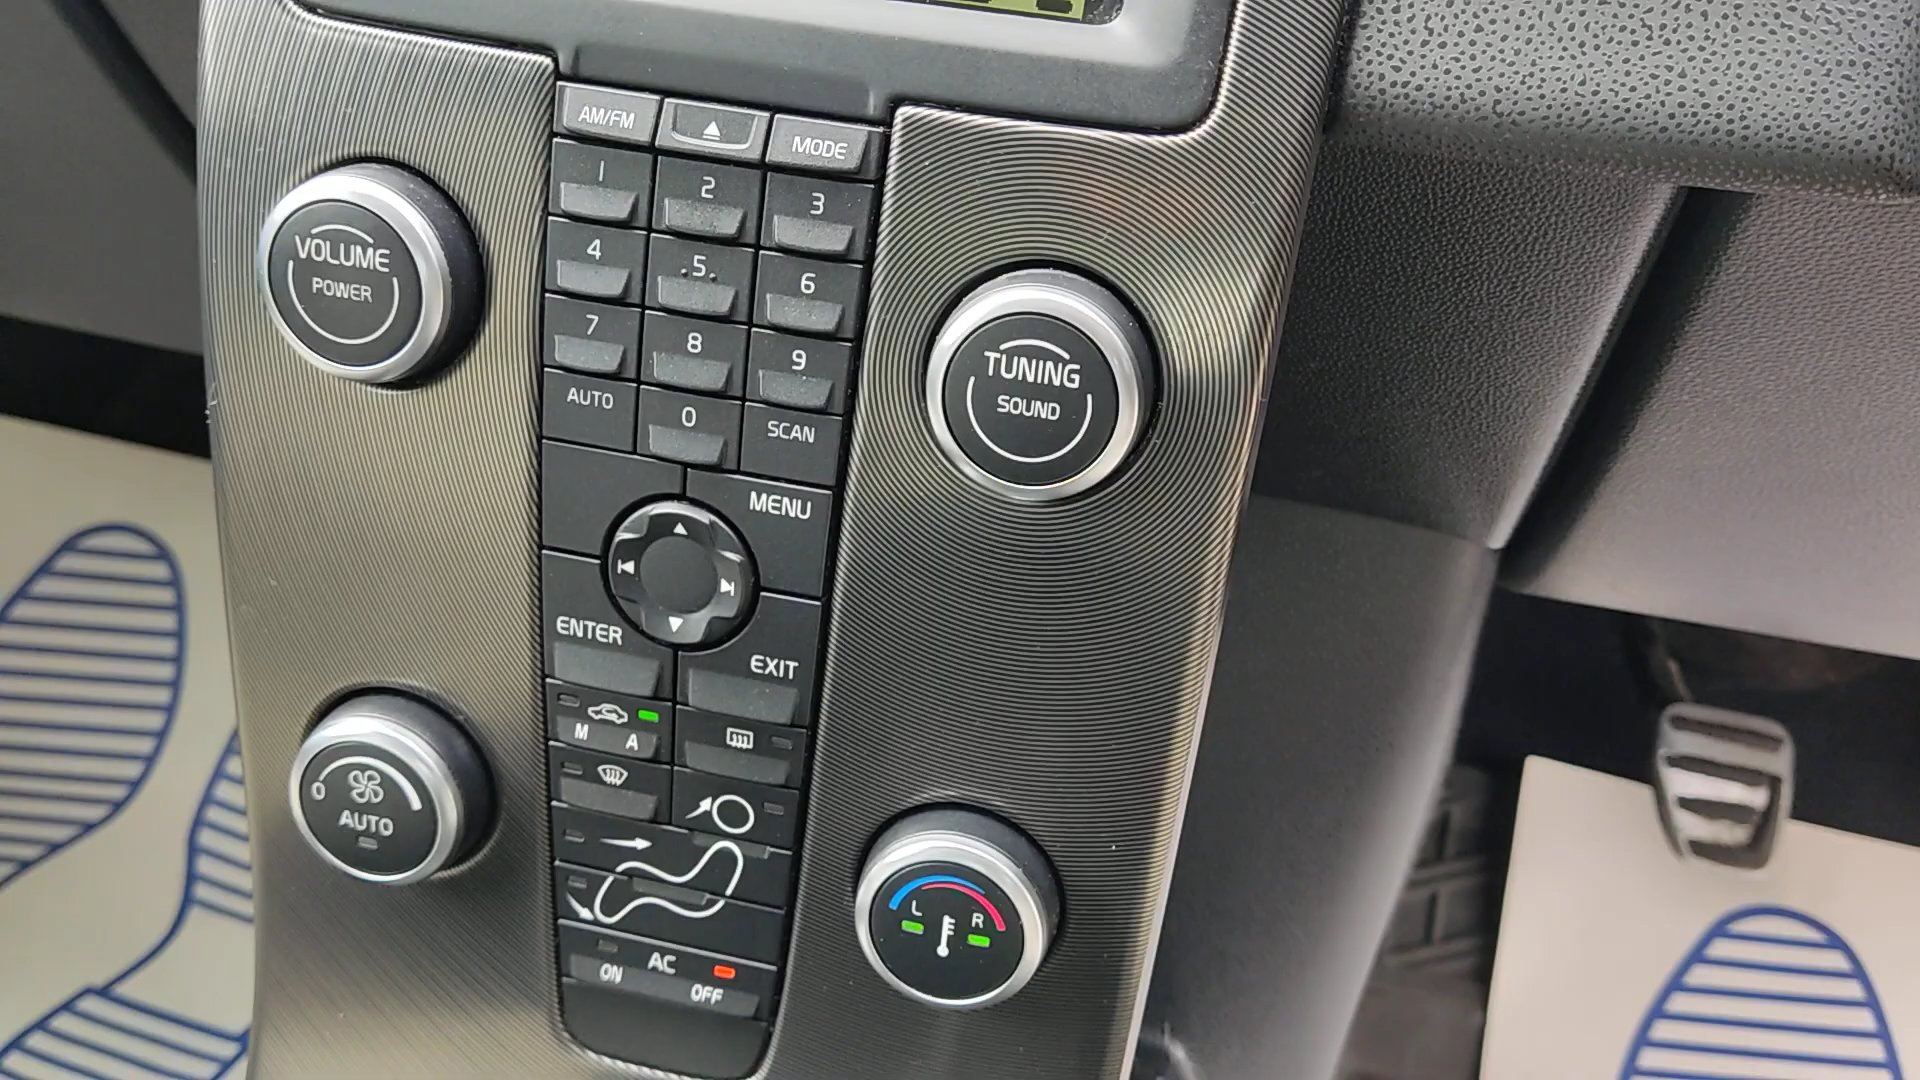 AM/FM
MODE
1
2
3
VOLUME
POWER
4
5
6
7
8
9
TUNING
SOUND
AUTO
0
SCAN
MENU
ENTER
EXIT
M A
0
AUTO
L R
AC
ON
OFF